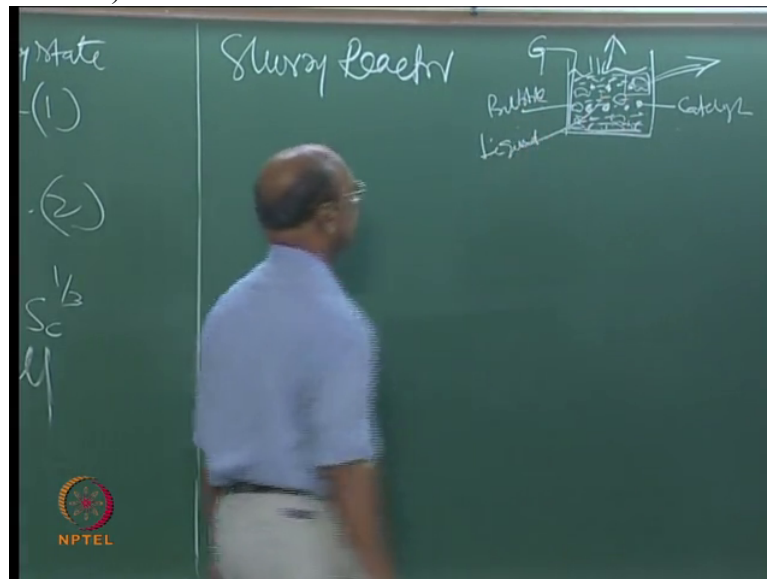 y state
-(1)
.(2)
Sc^1/3
Slurry Reactor
G
Bubble
Liquid
Catalyst
NPTEL